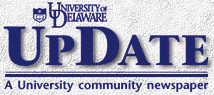 UNIVERSITY OF
DELAWARE
UPDATE
A University community newspaper